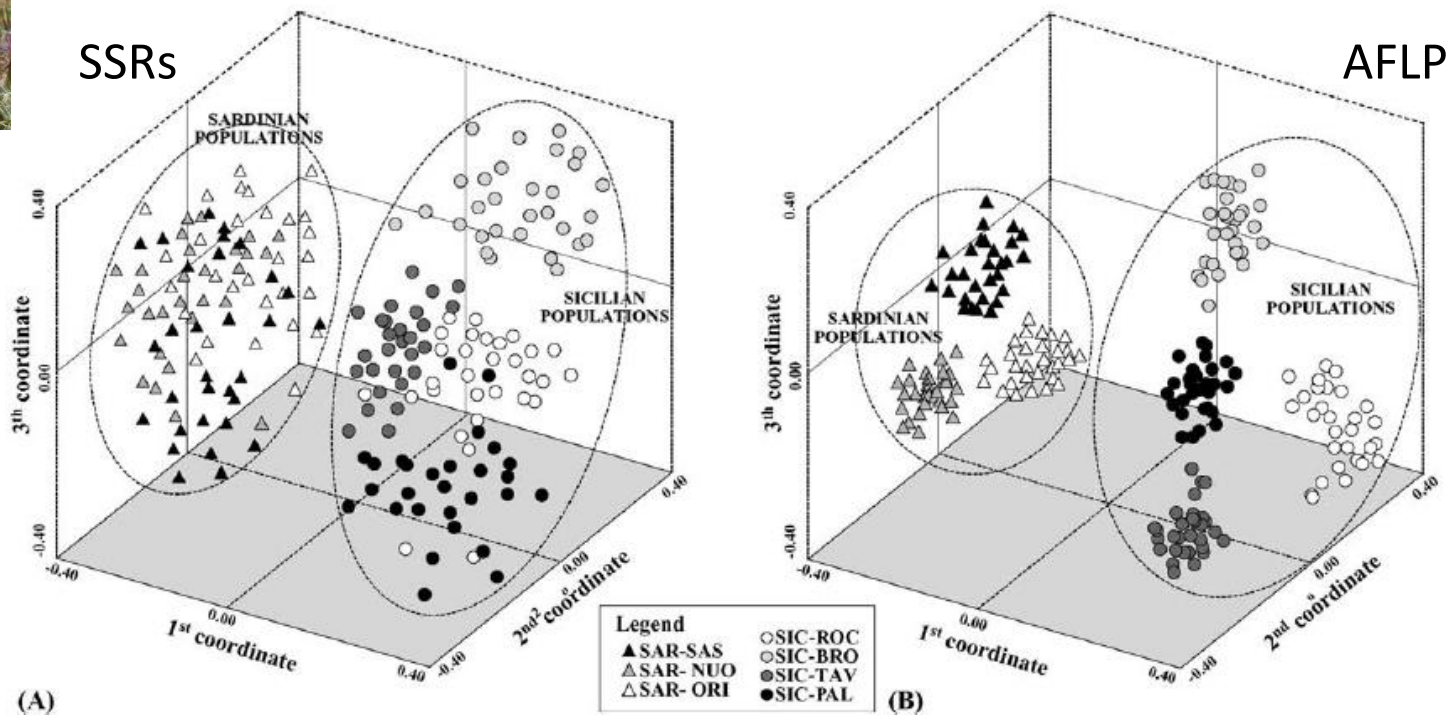 SSRs
SARDINIAN
POPULATIONS
SICILIAN
POPULATIONS
0.40
0.00
-0.40
3th coordinate
-0.40
0.00
0.40
1st coordinate
-0.40
0.00
0.40
2nd2 coordinate
(A)
AFLP
SARDINIAN
POPULATIONS
SICILIAN
POPULATIONS
0.40
0.00
-0.40
3th coordinate
-0.40
0.00
0.40
1st coordinate
-0.40
0.00
0.40
2nd coordinate
(B)
Legend
SAR-SAS
SAR- NUO
SAR- ORI
SIC-ROC
SIC-BRO
SIC-TAV
SIC-PAL